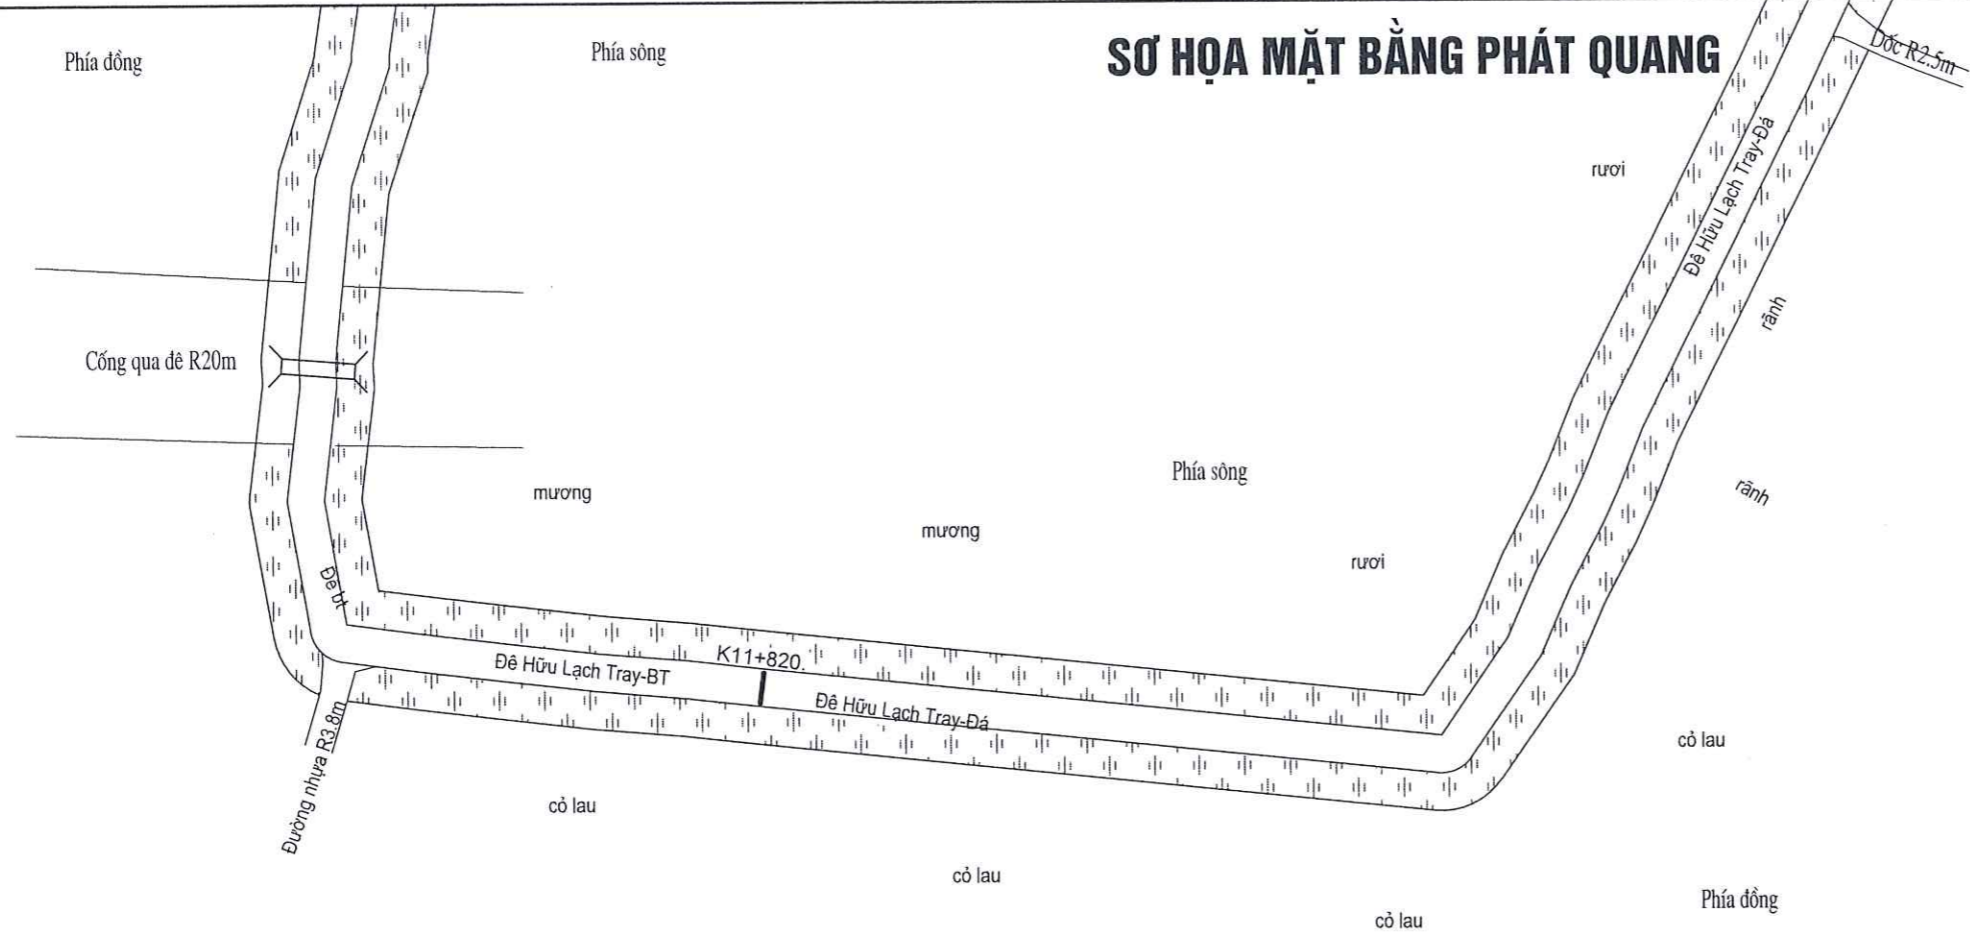 SƠ HỌA MẶT BẰNG PHÁT QUANG
Phía đồng
Phía sông
Dốc R2.5m
rươi
Đê Hữu Lạch Tray-Đá
rãnh
Cống qua đê R20m
Phía sông
mương
rãnh
mương
rươi
Đê bt
K11+820.
Đê Hữu Lạch Tray-BT
Đê Hữu Lạch Tray-Đá
Đường nhựa R3.8m
cỏ lau
cỏ lau
cỏ lau
Phía đồng
cỏ lau